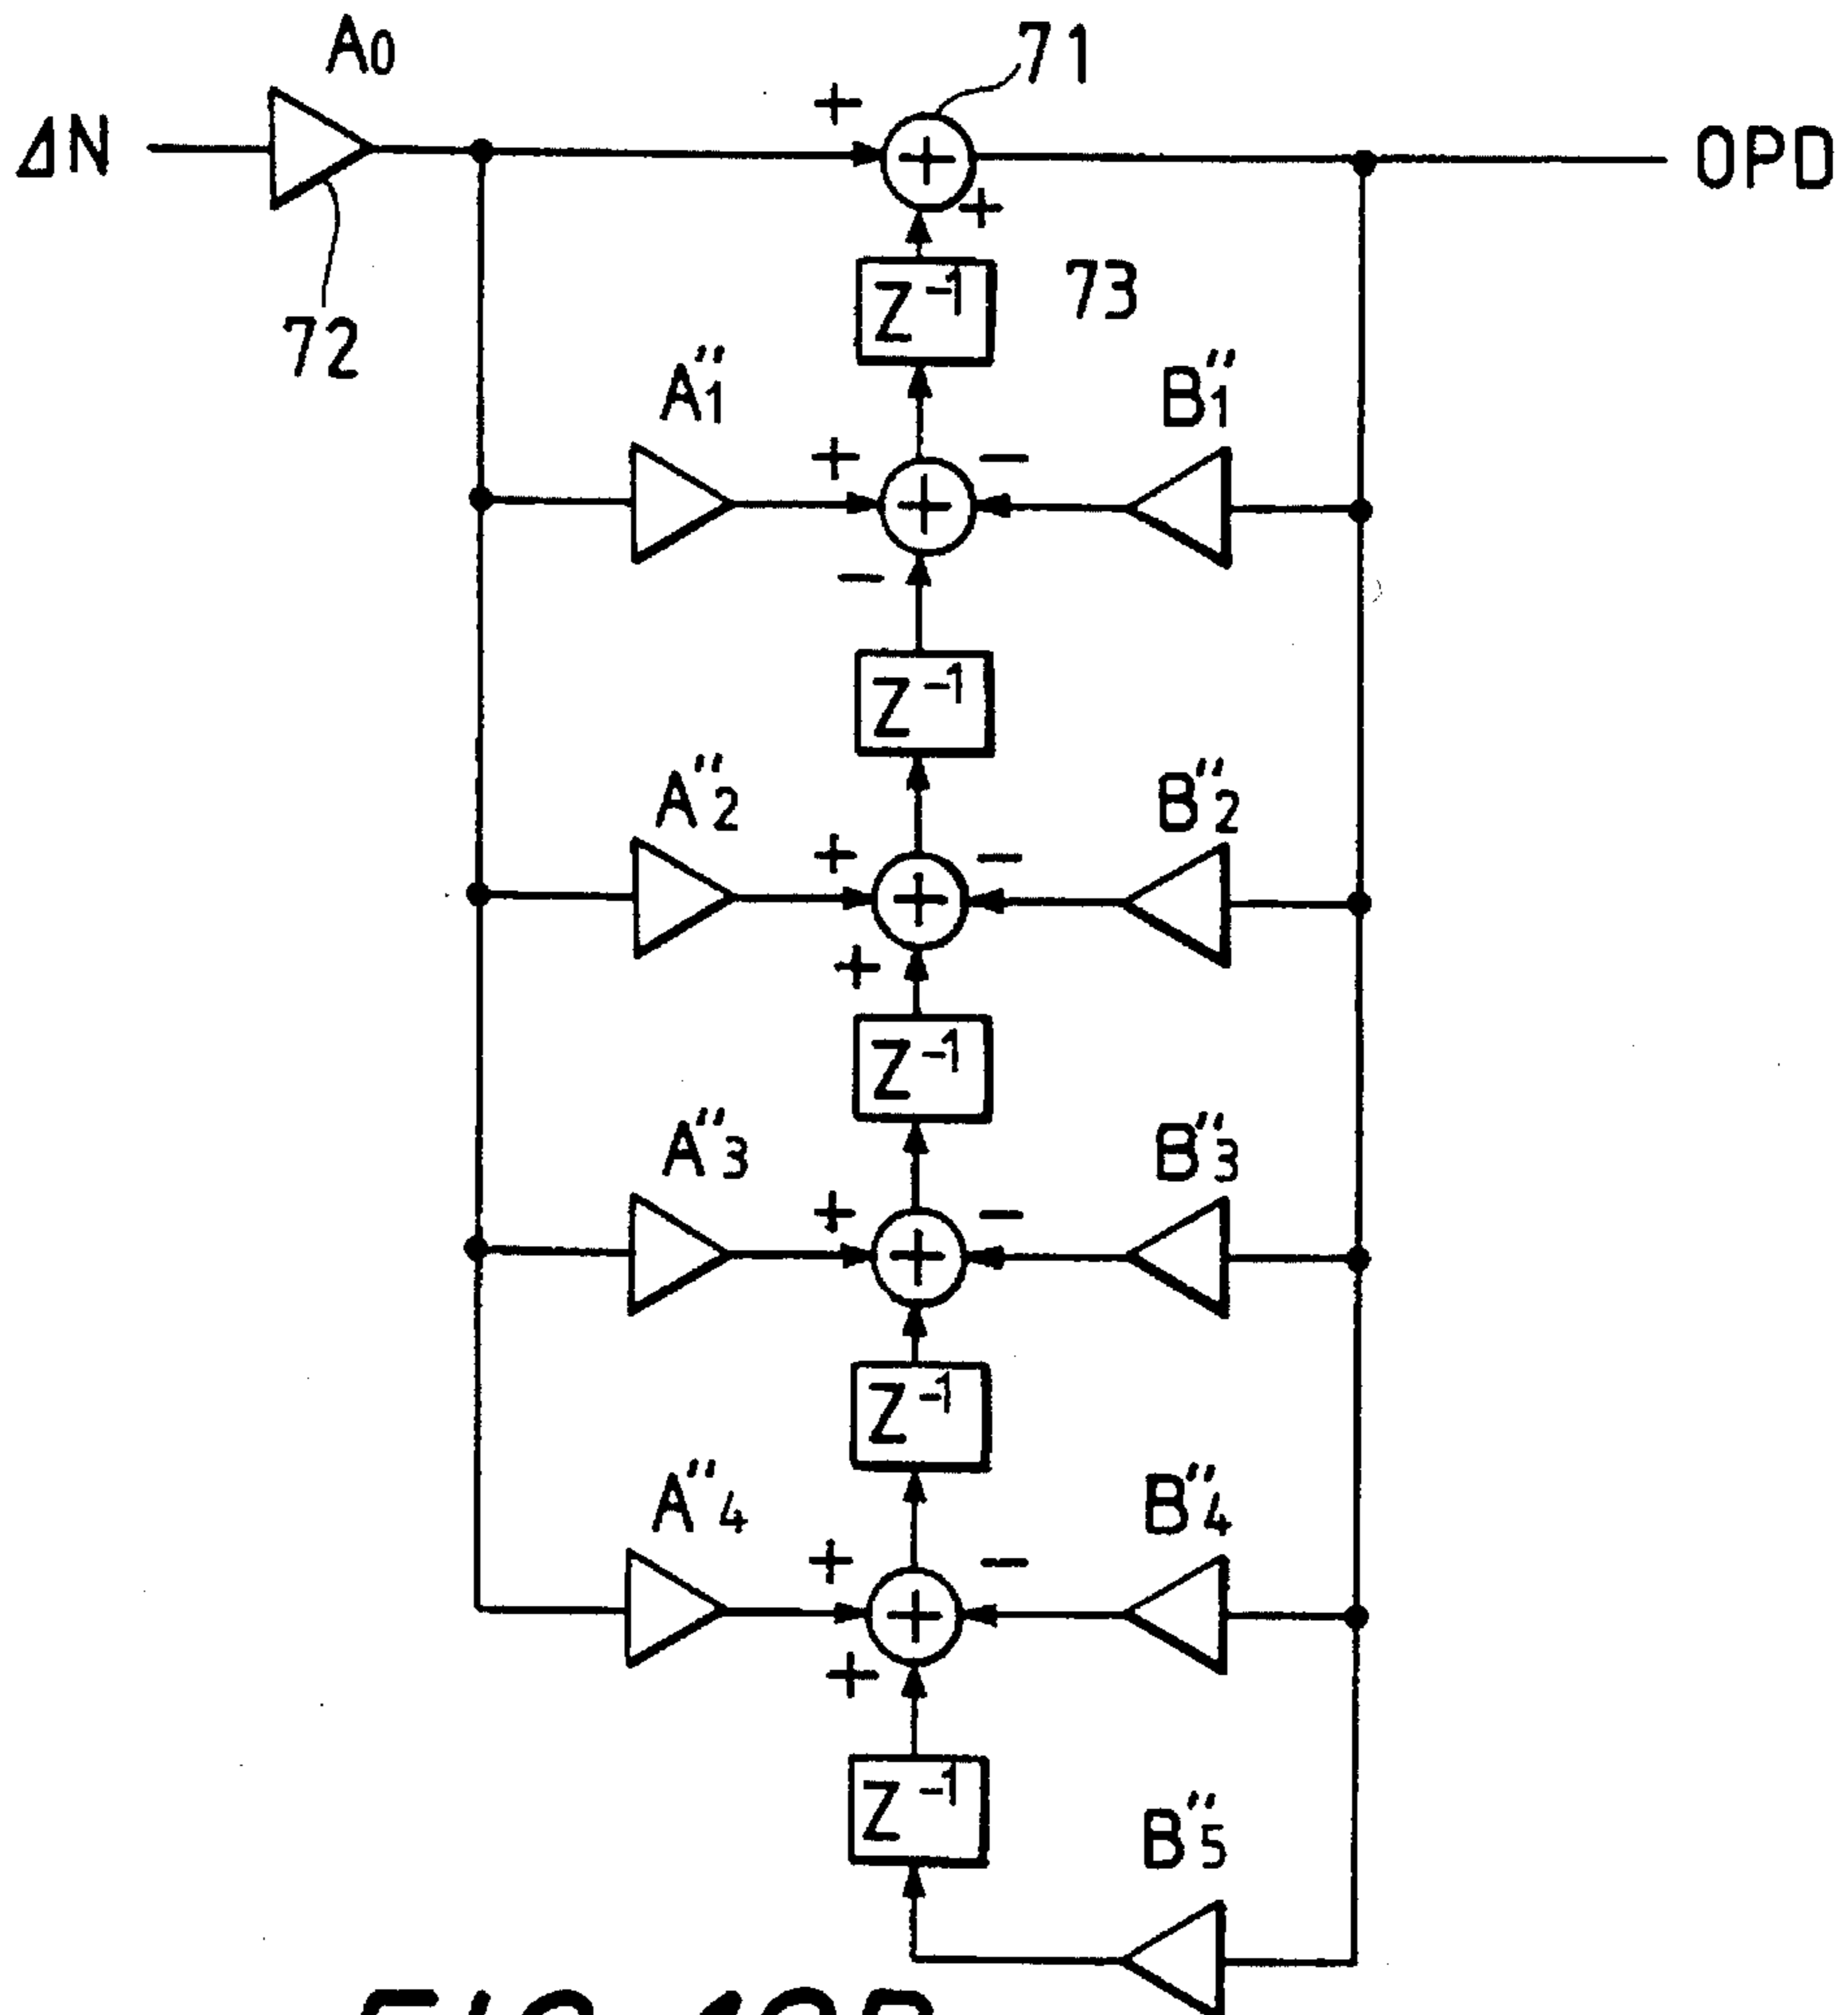 A0
71
+
ΔN
+
OPD
+
Z-1
73
72
A"1
B"1
+
+
−
−
Z-1
A"2
B"2
+
+
−
+
Z-1
A"3
B"3
+
+
−
Z-1
A"4
B"4
+
+
−
+
Z-1
B"5